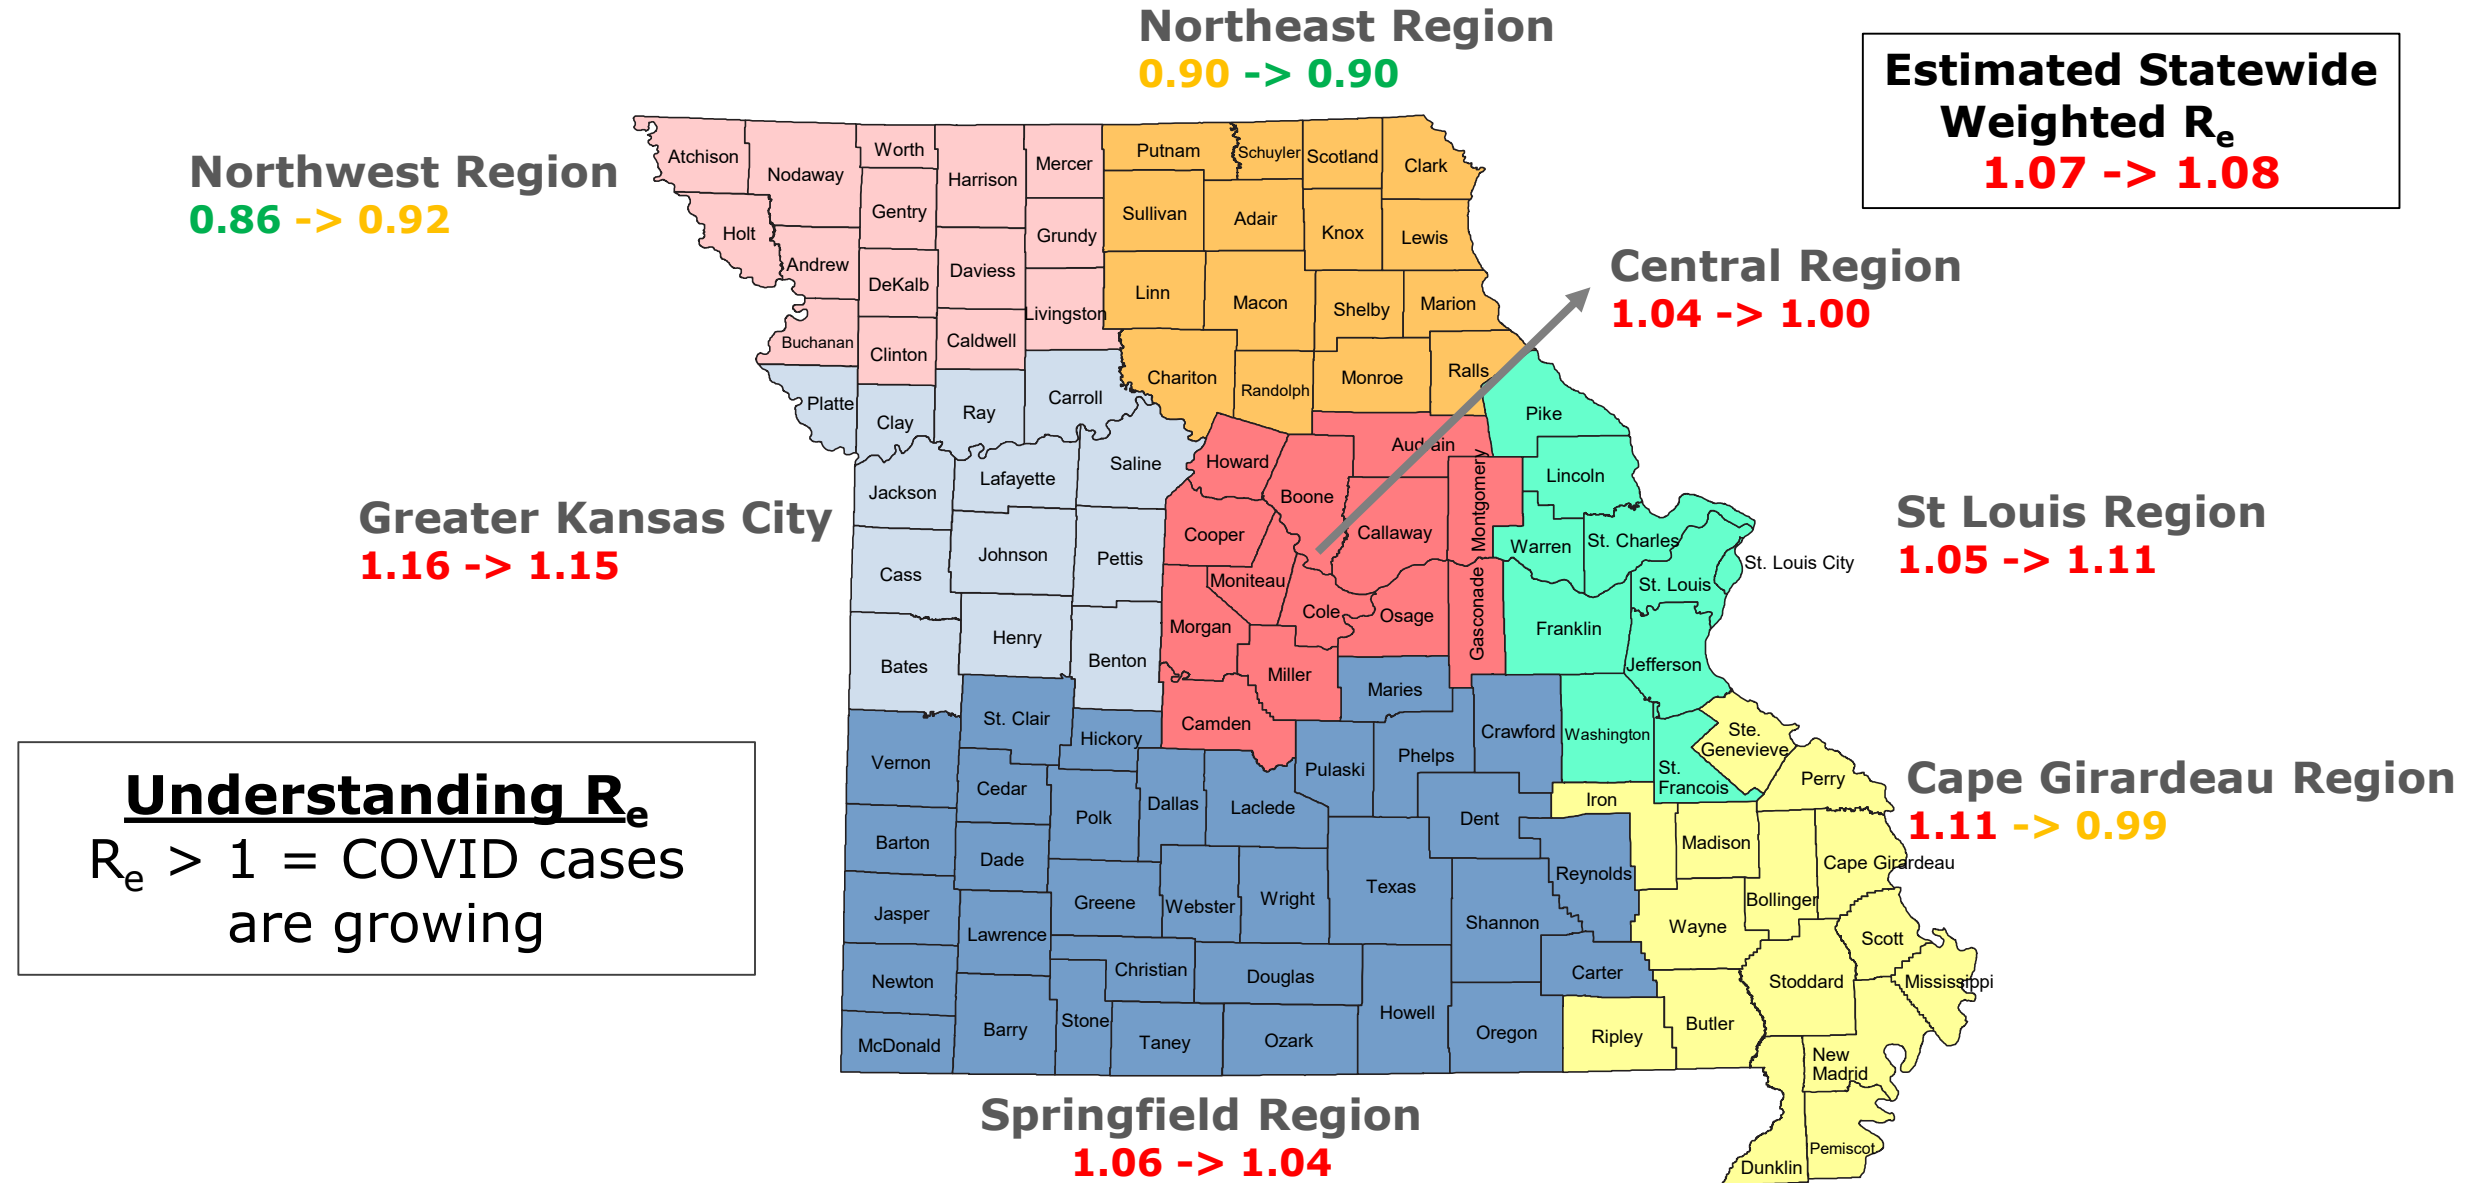 Northeast Region
0.90 -> 0.90
Estimated Statewide
Weighted Re
1.07 -> 1.08
Northwest Region
0.86 -> 0.92
Central Region
1.04 -> 1.00
Greater Kansas City
1.16 -> 1.15
St Louis Region
1.05 -> 1.11
Understanding Re
Re > 1 = COVID cases
are growing
Cape Girardeau Region
1.11 -> 0.99
Springfield Region
1.06 -> 1.04
Atchison
Nodaway
Worth
Harrison
Mercer
Putnam
Schuyler
Scotland
Clark
Holt
Andrew
Gentry
DeKalb
Daviess
Grundy
Livingston
Sullivan
Adair
Knox
Lewis
Linn
Macon
Shelby
Marion
Buchanan
Clinton
Caldwell
Chariton
Randolph
Monroe
Ralls
Pike
Platte
Clay
Ray
Carroll
Saline
Howard
Boone
Audrain
Montgomery
Lincoln
Jackson
Lafayette
Cooper
Callaway
Warren
St. Charles
St. Louis City
St. Louis
Cass
Johnson
Pettis
Moniteau
Cole
Osage
Gasconade
Franklin
Jefferson
Bates
Henry
Benton
Morgan
Miller
Maries
Camden
St. Clair
Hickory
Vernon
Cedar
Polk
Dallas
Laclede
Pulaski
Phelps
Crawford
Washington
St.
Francois
Ste.
Genevieve
Perry
Iron
Madison
Barton
Dade
Dent
Reynolds
Cape Girardeau
Bollinger
Jasper
Greene
Webster
Wright
Texas
Shannon
Wayne
Scott
Lawrence
Christian
Douglas
Carter
Stoddard
Mississippi
Newton
Barry
Stone
Taney
Ozark
Howell
Oregon
Ripley
Butler
New
Madrid
McDonald
Pemiscot
Dunklin